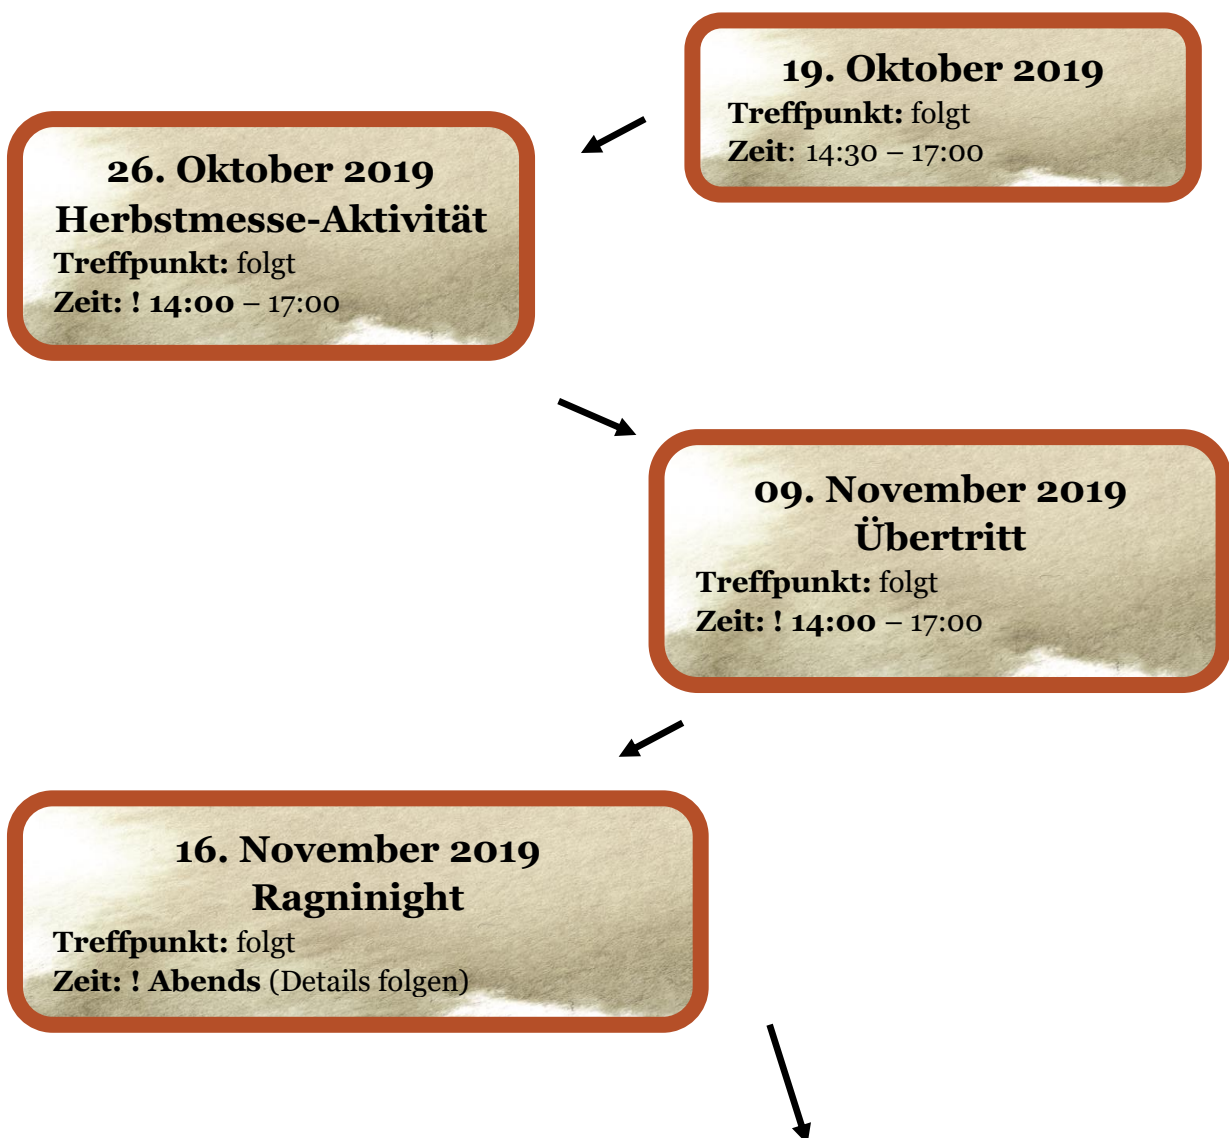 19. Oktober 2019
Treffpunkt: folgt
Zeit: 14:30 – 17:00
26. Oktober 2019
Herbstmesse-Aktivität
Treffpunkt: folgt
Zeit: ! 14:00 – 17:00
09. November 2019
Übertritt
Treffpunkt: folgt
Zeit: ! 14:00 – 17:00
16. November 2019
Ragninight
Treffpunkt: folgt
Zeit: ! Abends (Details folgen)